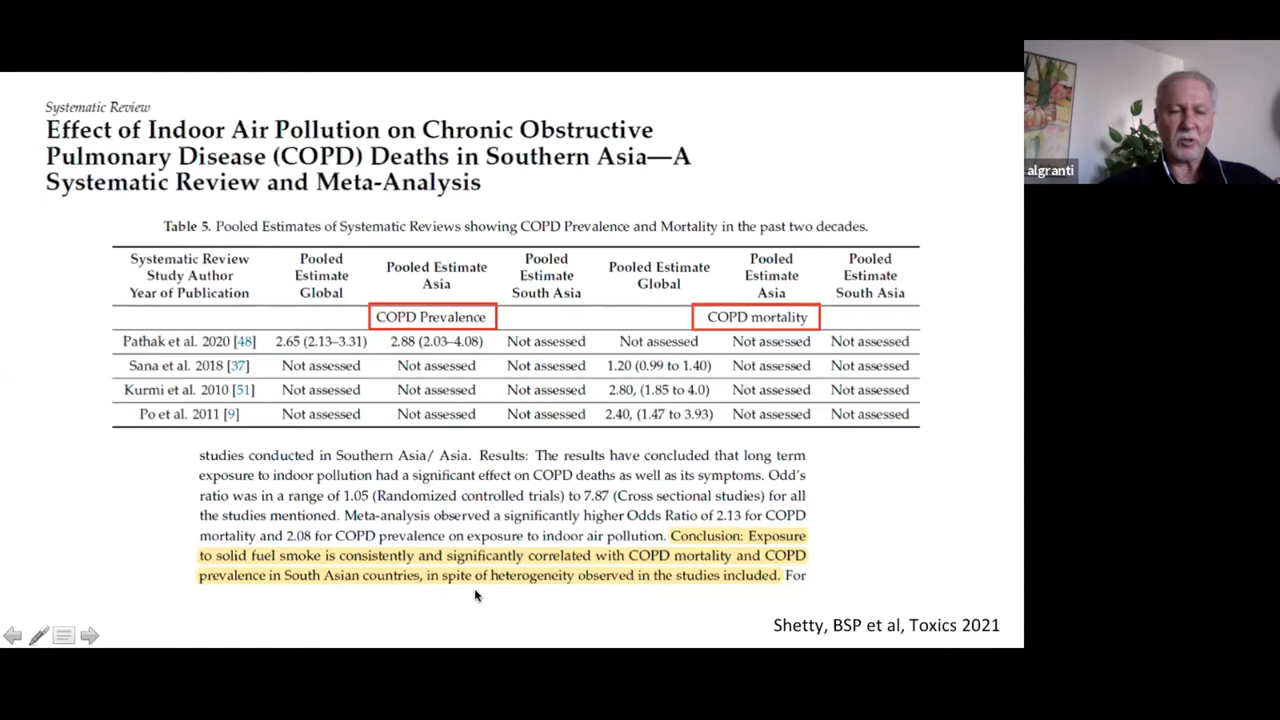 Systematic Review
Effect of Indoor Air Pollution on Chronic Obstructive
Pulmonary Disease (COPD) Deaths in Southern Asia—A
Systematic Review and Meta-Analysis
Table 5. Pooled Estimates of Systematic Reviews showing COPD Prevalence and Mortality in the past two decades.
Systematic Review Study Author Year of Publication | Pooled Estimate Global | Pooled Estimate Asia | Pooled Estimate South Asia | Pooled Estimate Global | Pooled Estimate Asia | Pooled Estimate South Asia
COPD Prevalence | COPD mortality
Pathak et al. 2020 [48] | 2.65 (2.13–3.31) | 2.88 (2.03–4.08) | Not assessed | Not assessed | Not assessed | Not assessed
Sana et al. 2018 [37] | Not assessed | Not assessed | Not assessed | 1.20 (0.99 to 1.40) | Not assessed | Not assessed
Kurmi et al. 2010 [51] | Not assessed | Not assessed | Not assessed | 2.80, (1.85 to 4.0) | Not assessed | Not assessed
Po et al. 2011 [9] | Not assessed | Not assessed | Not assessed | 2.40, (1.47 to 3.93) | Not assessed | Not assessed
studies conducted in Southern Asia/ Asia. Results: The results have concluded that long term
exposure to indoor pollution had a significant effect on COPD deaths as well as its symptoms. Odd's
ratio was in a range of 1.05 (Randomized controlled trials) to 7.87 (Cross sectional studies) for all
the studies mentioned. Meta-analysis observed a significantly higher Odds Ratio of 2.13 for COPD
mortality and 2.08 for COPD prevalence on exposure to indoor air pollution. Conclusion: Exposure
to solid fuel smoke is consistently and significantly correlated with COPD mortality and COPD
prevalence in South Asian countries, in spite of heterogeneity observed in the studies included. For
Shetty, BSP et al, Toxics 2021
algranti